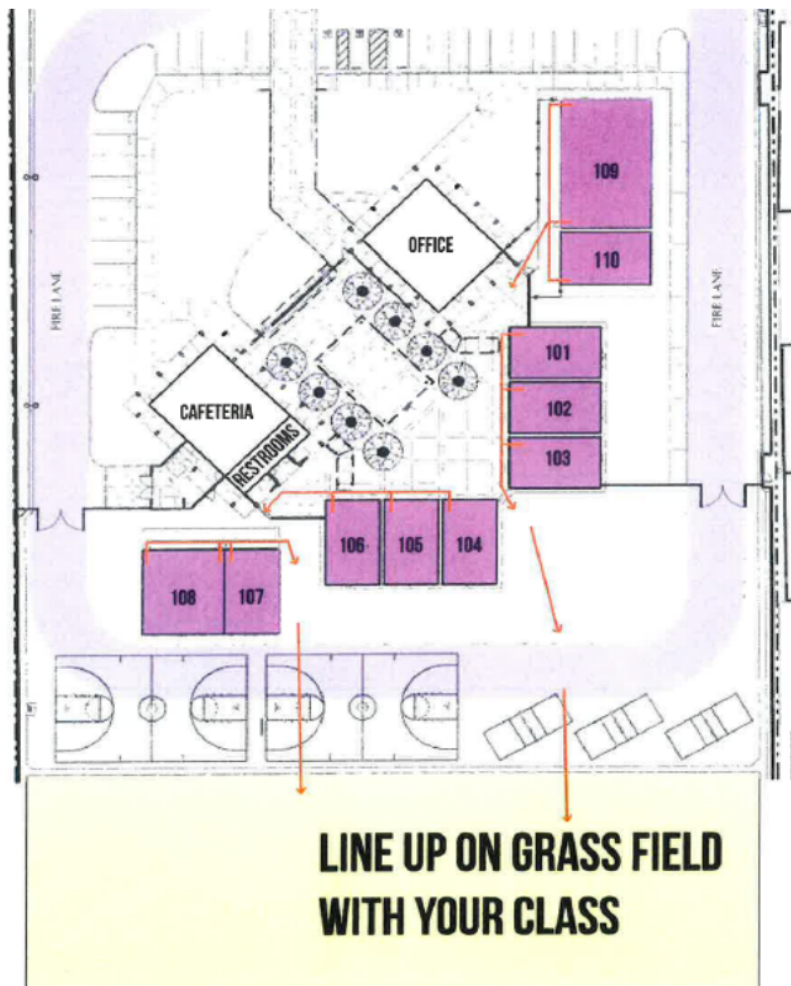 109
OFFICE
110
FIRE LANE
FIRE LANE
101
102
CAFETERIA
103
RESTROOMS
106
105
104
108
107
LINE UP ON GRASS FIELD
WITH YOUR CLASS